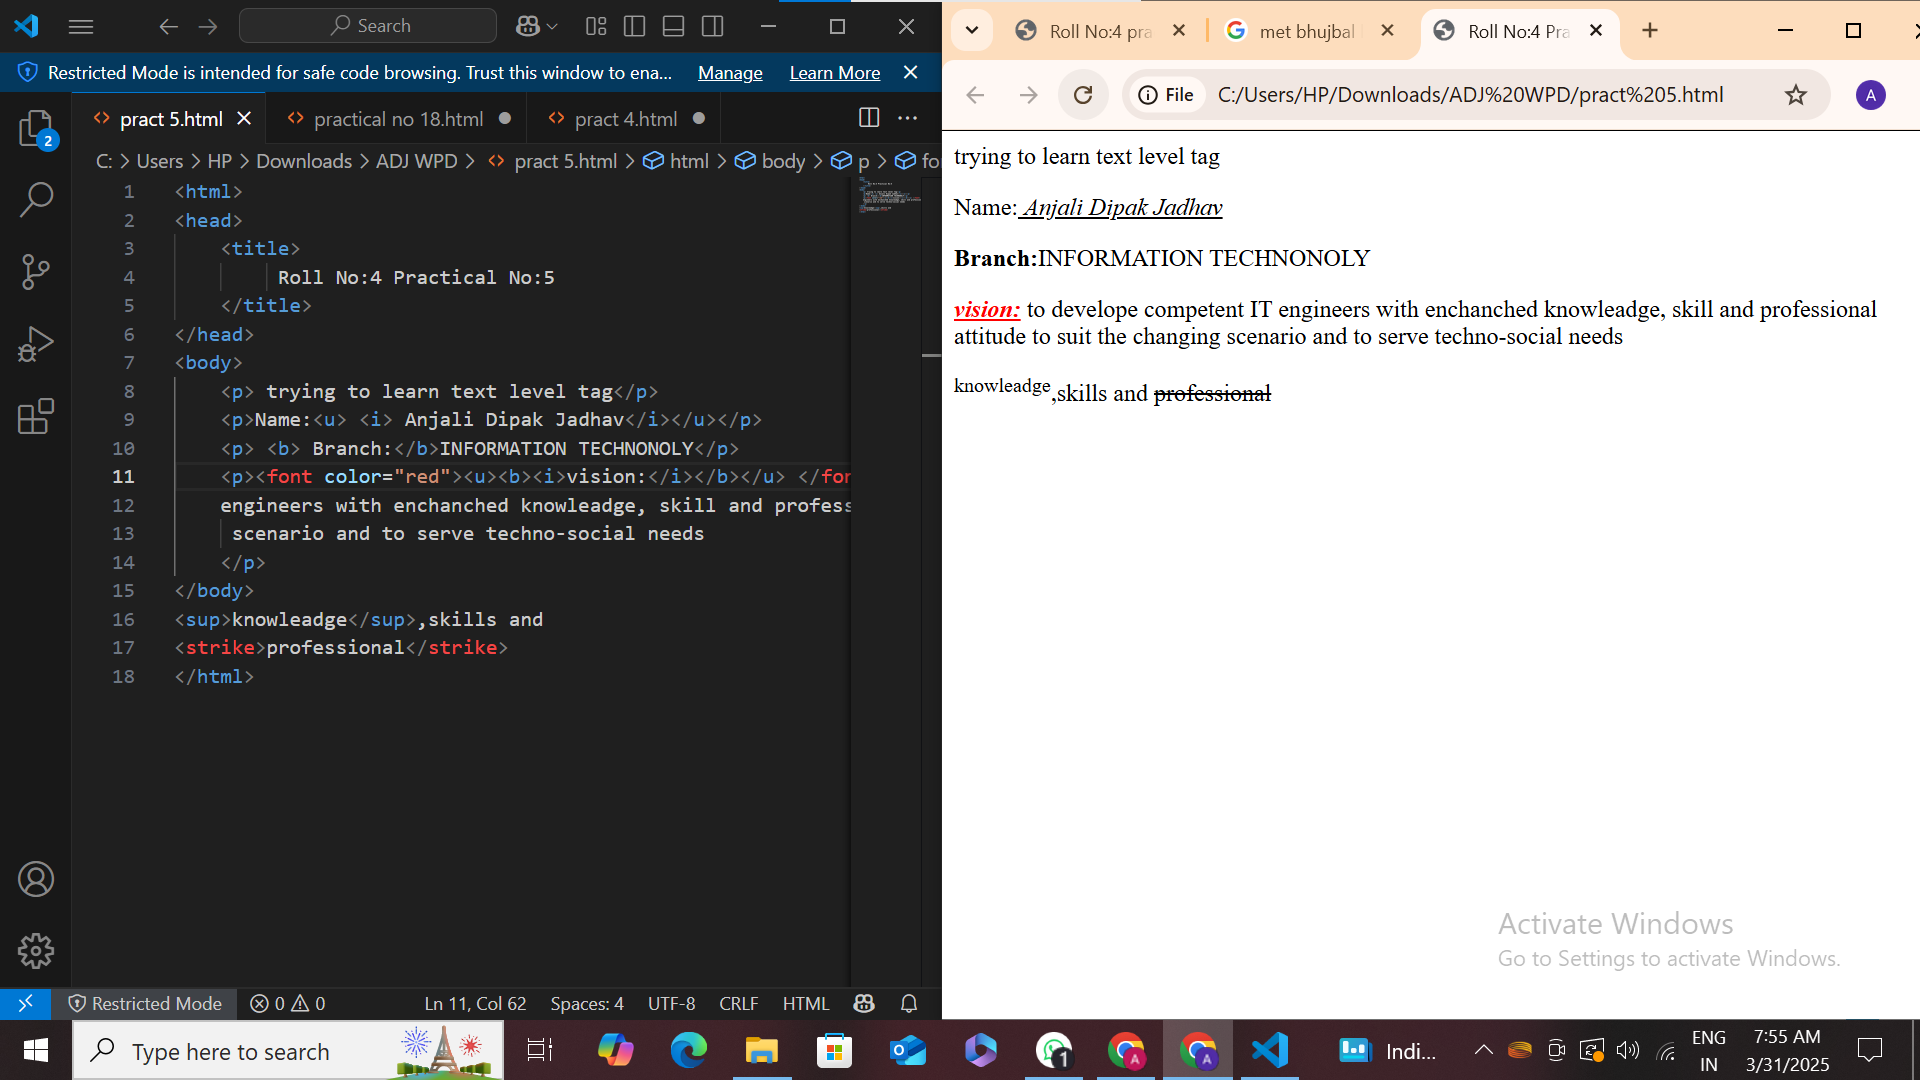 Search
Restricted Mode is intended for safe code browsing. Trust this window to ena... Manage Learn More
pract 5.html practical no 18.html pract 4.html
C: > Users > HP > Downloads > ADJ WPD > pract 5.html > html > body > p > fo
1 <html>
2 <head>
3 <title>
4 Roll No:4 Practical No:5
5 </title>
6 </head>
7 <body>
8 <p> trying to learn text level tag</p>
9 <p>Name:<u> <i> Anjali Dipak Jadhav</i></u></p>
10 <p> <b> Branch:</b>INFORMATION TECHNONOLY</p>
11 <p><font color="red"><u><b><i>vision:</i></b></u> </for
12 engineers with enchanched knowleadge, skill and profess
13 scenario and to serve techno-social needs
14 </p>
15 </body>
16 <sup>knowleadge</sup>,skills and
17 <strike>professional</strike>
18 </html>
2
Restricted Mode 0 0 Ln 11, Col 62 Spaces: 4 UTF-8 CRLF HTML
Roll No:4 pra met bhujbal Roll No:4 Pra
File C:/Users/HP/Downloads/ADJ%20WPD/pract%205.html A
trying to learn text level tag
Name: Anjali Dipak Jadhav
Branch:INFORMATION TECHNONOLY
vision: to develope competent IT engineers with enchanched knowleadge, skill and professional
attitude to suit the changing scenario and to serve techno-social needs
knowleadge,skills and professional
Activate Windows
Go to Settings to activate Windows.
Type here to search 1 A A Indi... ENG 7:55 AM
IN 3/31/2025